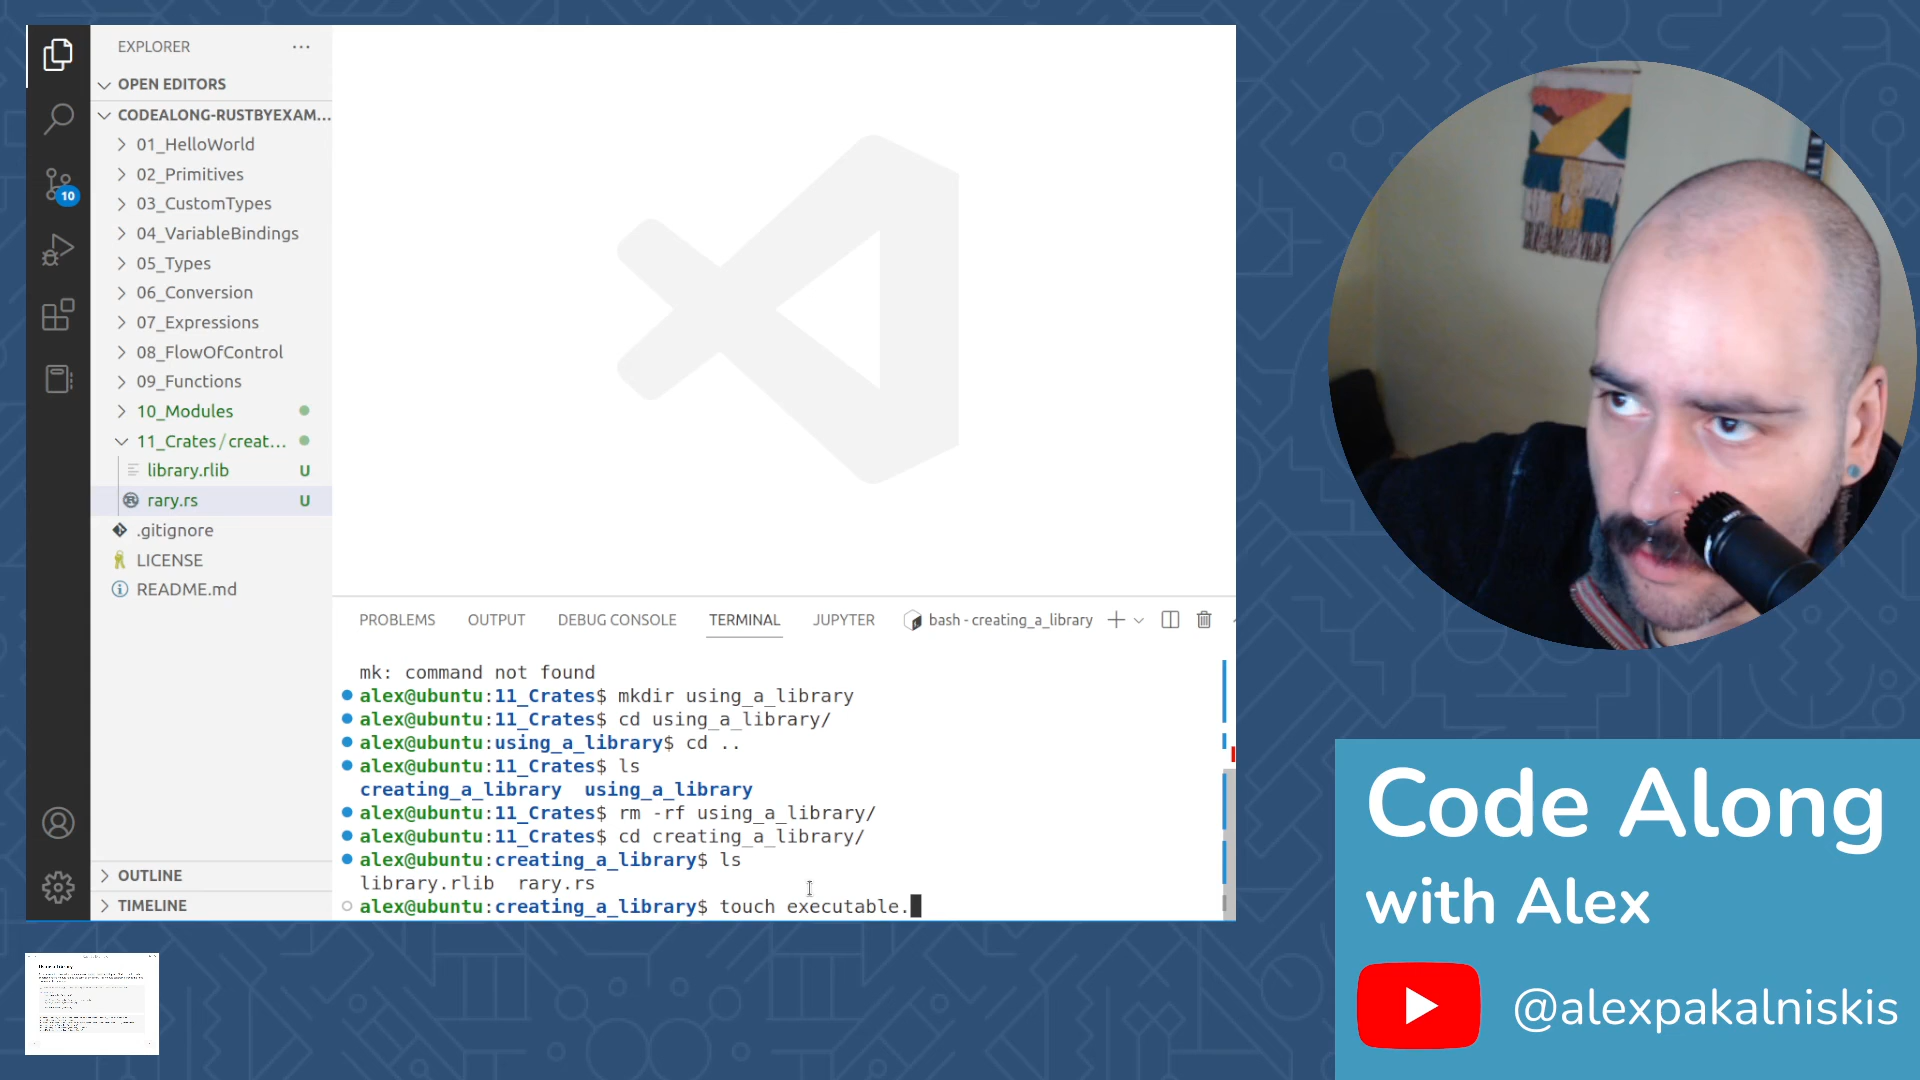 EXPLORER
OPEN EDITORS
CODEALONG-RUSTBYEXAM...
01_HelloWorld
02_Primitives
03_CustomTypes
04_VariableBindings
05_Types
06_Conversion
07_Expressions
08_FlowOfControl
09_Functions
10_Modules
11_Crates/creat...
library.rlib U
rary.rs U
.gitignore
LICENSE
README.md
OUTLINE
TIMELINE
10
PROBLEMS OUTPUT DEBUG CONSOLE TERMINAL JUPYTER bash - creating_a_library
mk: command not found
alex@ubuntu:11_Crates$ mkdir using_a_library
alex@ubuntu:11_Crates$ cd using_a_library/
alex@ubuntu:using_a_library$ cd ..
alex@ubuntu:11_Crates$ ls
creating_a_library using_a_library
alex@ubuntu:11_Crates$ rm -rf using_a_library/
alex@ubuntu:11_Crates$ cd creating_a_library/
alex@ubuntu:creating_a_library$ ls
library.rlib rary.rs
alex@ubuntu:creating_a_library$ touch executable.
Code Along
with Alex
@alexpakalniskis